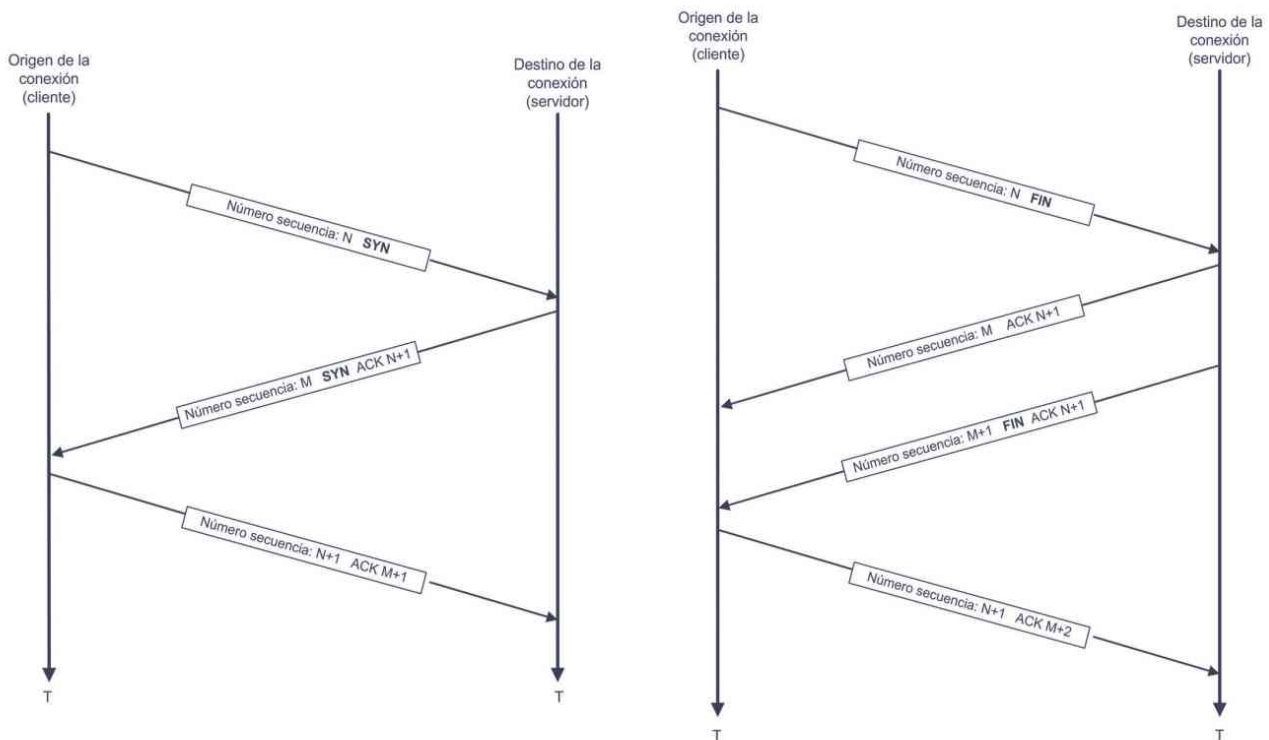 Origen de la
conexión
(cliente)
Destino de la
conexión
(servidor)
Número secuencia: N SYN
Número secuencia: M SYN ACK N+1
Número secuencia: N+1 ACK M+1
T
T
Origen de la
conexión
(cliente)
Destino de la
conexión
(servidor)
Número secuencia: N FIN
Número secuencia: M ACK N+1
Número secuencia: M+1 FIN ACK N+1
Número secuencia: N+1 ACK M+2
T
T